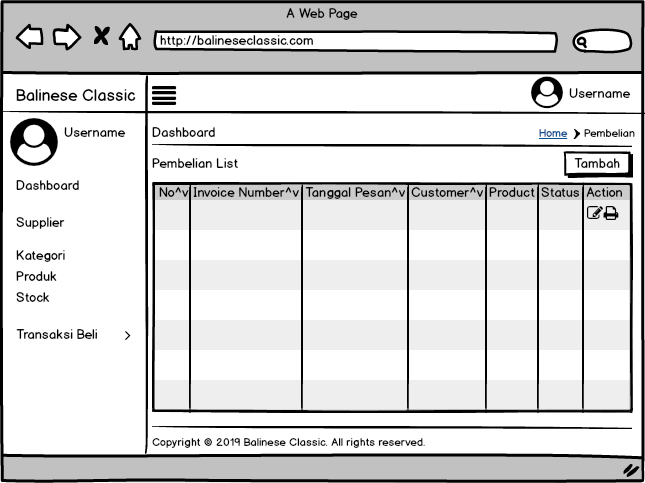 A Web Page
http://balineseclassic.com
Balinese Classic
Username
Username
Dashboard
Home
Pembelian
Pembelian List
Tambah
Dashboard
Supplier
Kategori
Produk
Stock
Transaksi Beli
No^v Invoice Number^v Tanggal Pesan^v Customer^v Product Status Action
Copyright © 2019 Balinese Classic. All rights reserved.